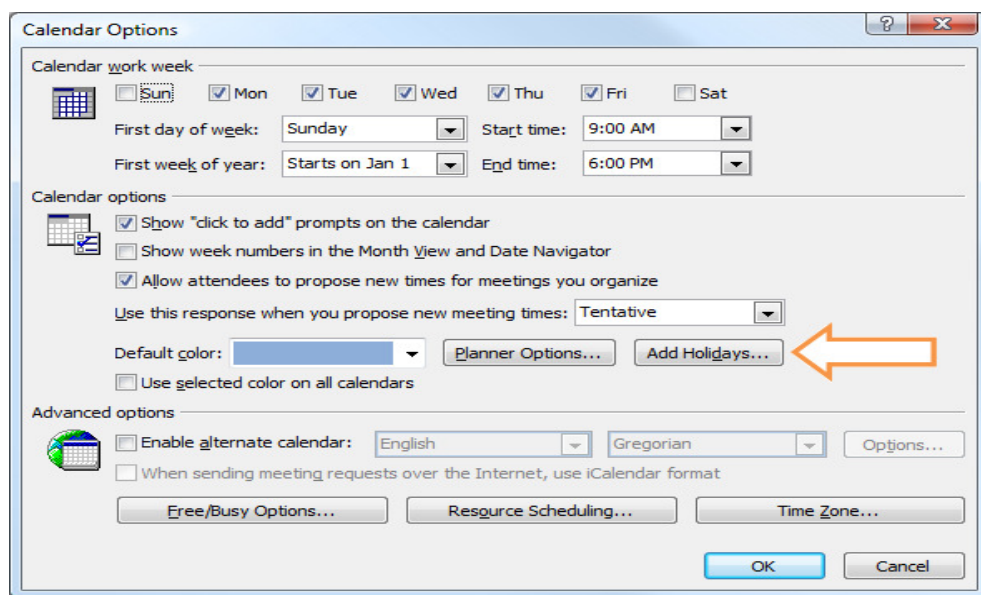 Calendar Options
Calendar work week
Sun Mon Tue Wed Thu Fri Sat
First day of week: Sunday Start time: 9:00 AM
First week of year: Starts on Jan 1 End time: 6:00 PM
Calendar options
Show "click to add" prompts on the calendar
Show week numbers in the Month View and Date Navigator
Allow attendees to propose new times for meetings you organize
Use this response when you propose new meeting times: Tentative
Default color: Planner Options... Add Holidays...
Use selected color on all calendars
Advanced options
Enable alternate calendar: English Gregorian Options...
When sending meeting requests over the Internet, use iCalendar format
Free/Busy Options... Resource Scheduling... Time Zone...
OK Cancel